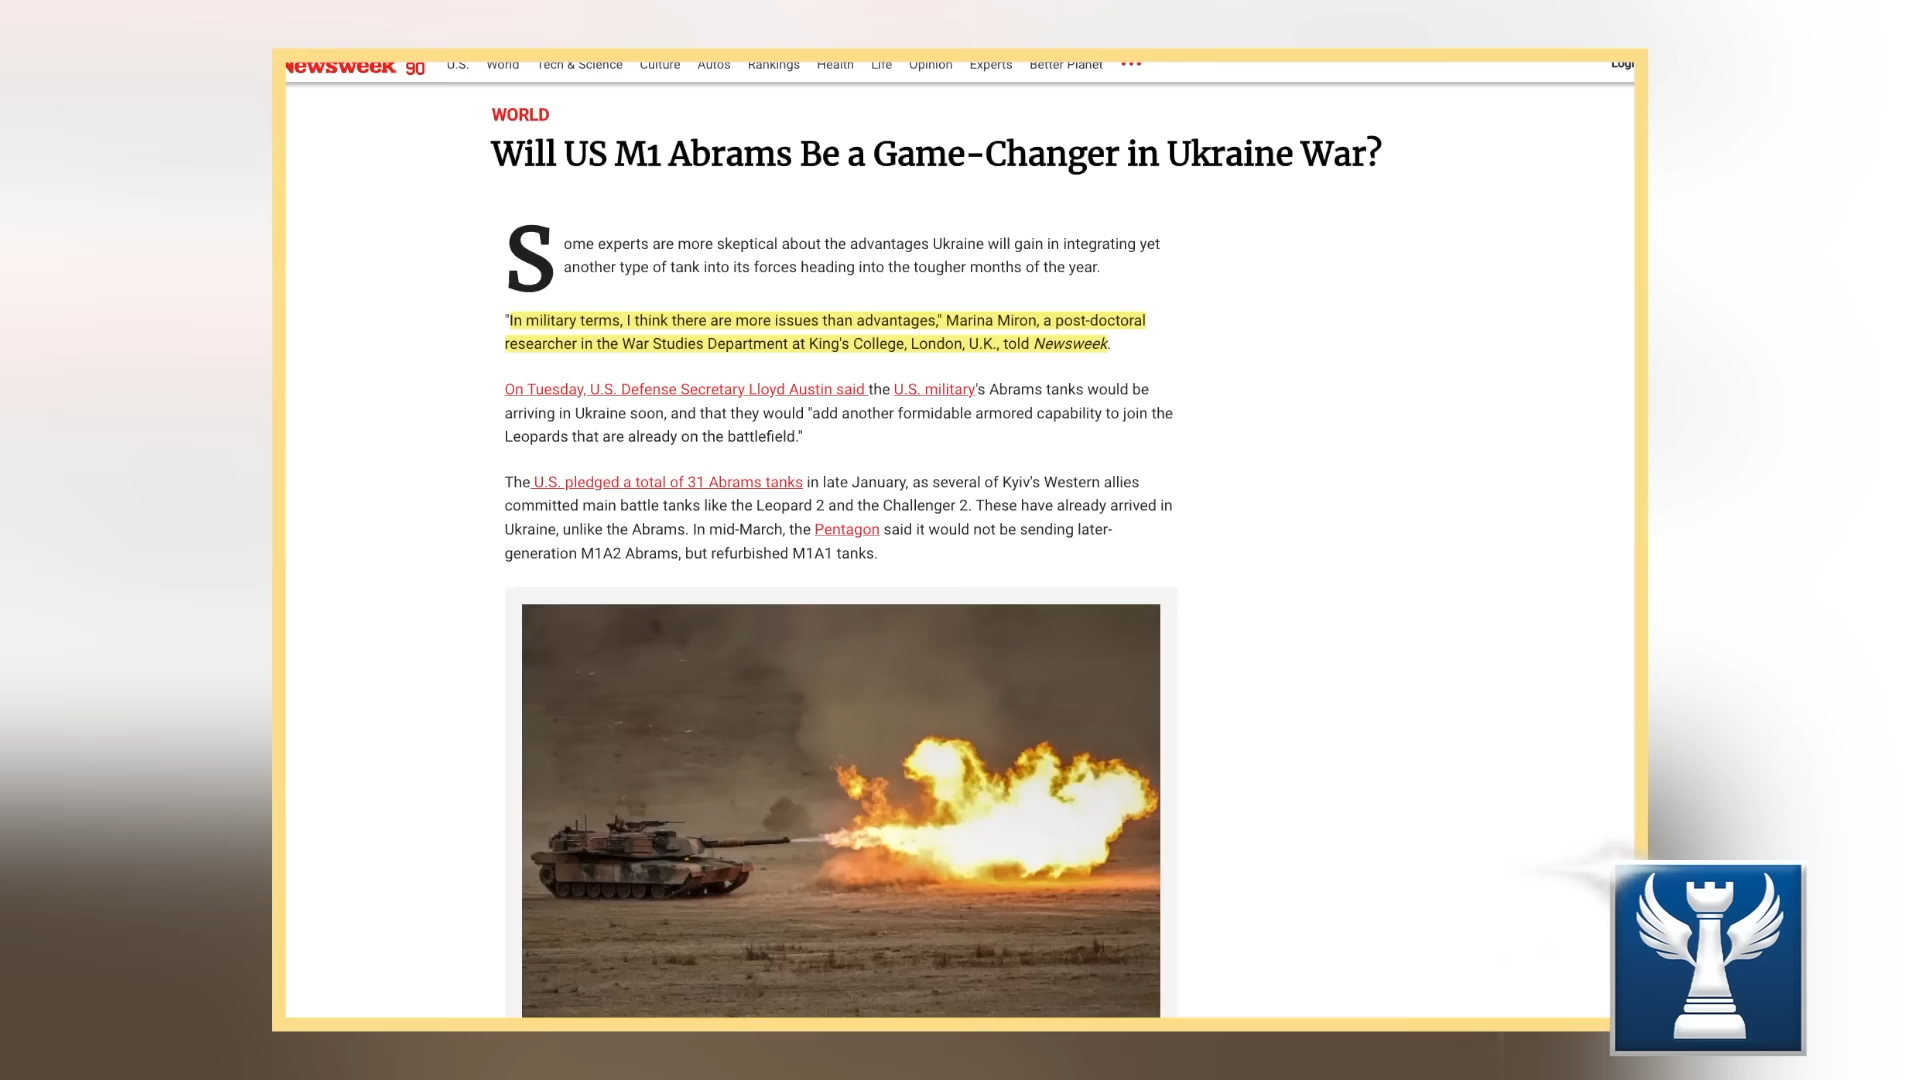 Newsweek 90 U.S. World Tech & Science Culture Autos Rankings Health Life Opinion Experts Better Planet ••• Login
WORLD
Will US M1 Abrams Be a Game-Changer in Ukraine War?
Some experts are more skeptical about the advantages Ukraine will gain in integrating yet
another type of tank into its forces heading into the tougher months of the year.
"In military terms, I think there are more issues than advantages," Marina Miron, a post-doctoral
researcher in the War Studies Department at King's College, London, U.K., told Newsweek.
On Tuesday, U.S. Defense Secretary Lloyd Austin said the U.S. military's Abrams tanks would be
arriving in Ukraine soon, and that they would "add another formidable armored capability to join the
Leopards that are already on the battlefield."
The U.S. pledged a total of 31 Abrams tanks in late January, as several of Kyiv's Western allies
committed main battle tanks like the Leopard 2 and the Challenger 2. These have already arrived in
Ukraine, unlike the Abrams. In mid-March, the Pentagon said it would not be sending later-
generation M1A2 Abrams, but refurbished M1A1 tanks.